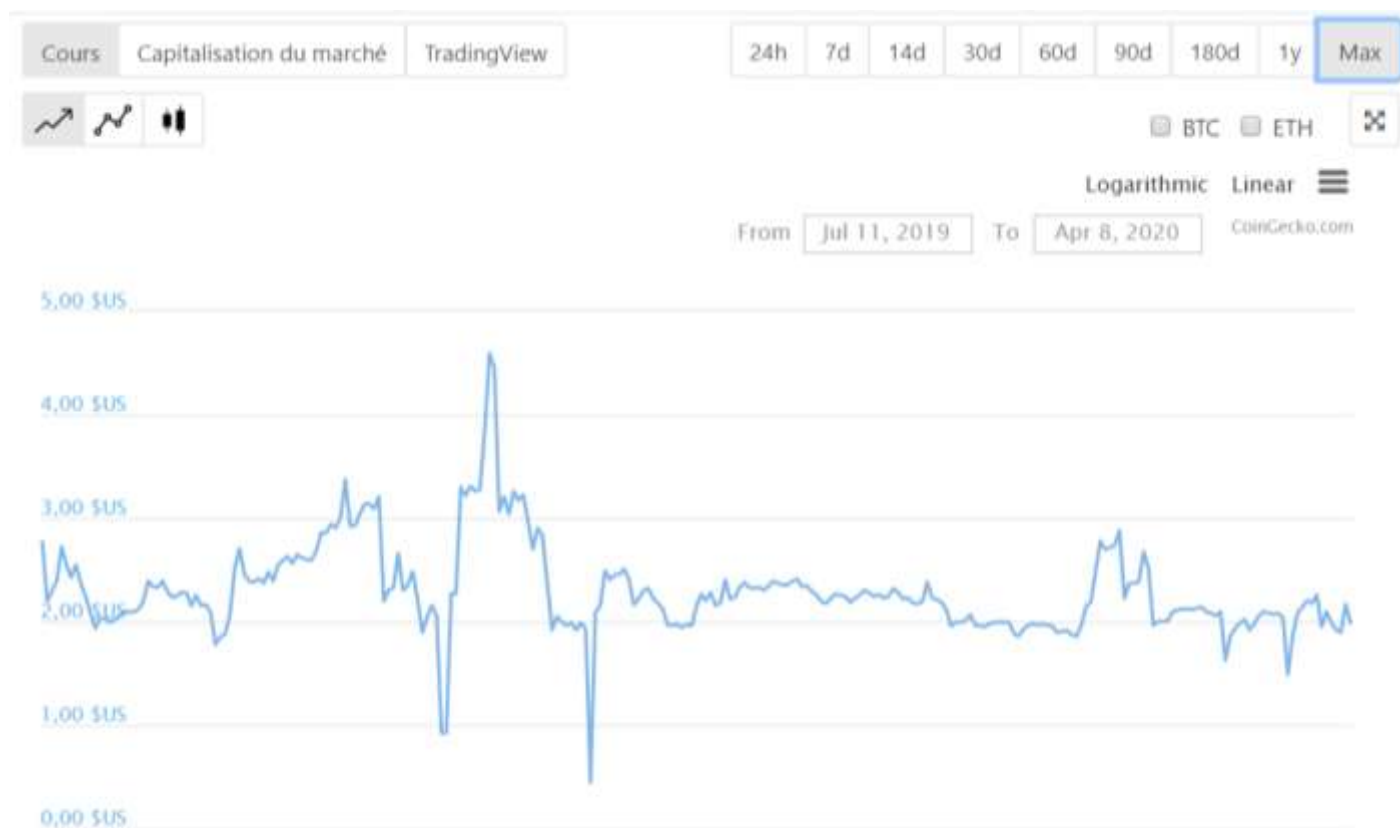 Cours Capitalisation du marché TradingView 24h 7d 14d 30d 60d 90d 180d 1y Max
BTC ETH
Logarithmic Linear
From Jul 11, 2019 To Apr 8, 2020 CoinGecko.com
5,00 $US
4,00 $US
3,00 $US
2,00 $US
1,00 $US
0,00 $US